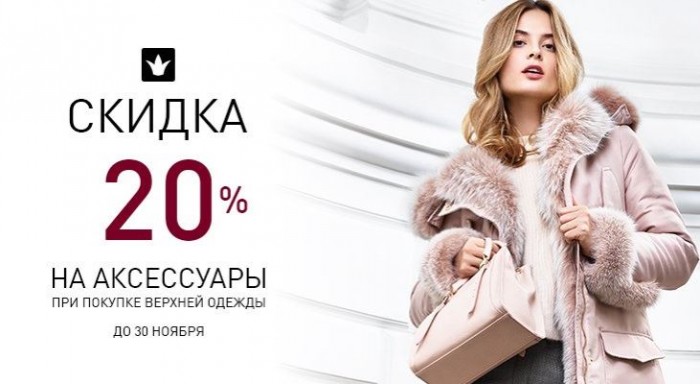 СКИДКА
20%
НА АКСЕССУАРЫ
ПРИ ПОКУПКЕ ВЕРХНЕЙ ОДЕЖДЫ
ДО 30 НОЯБРЯ